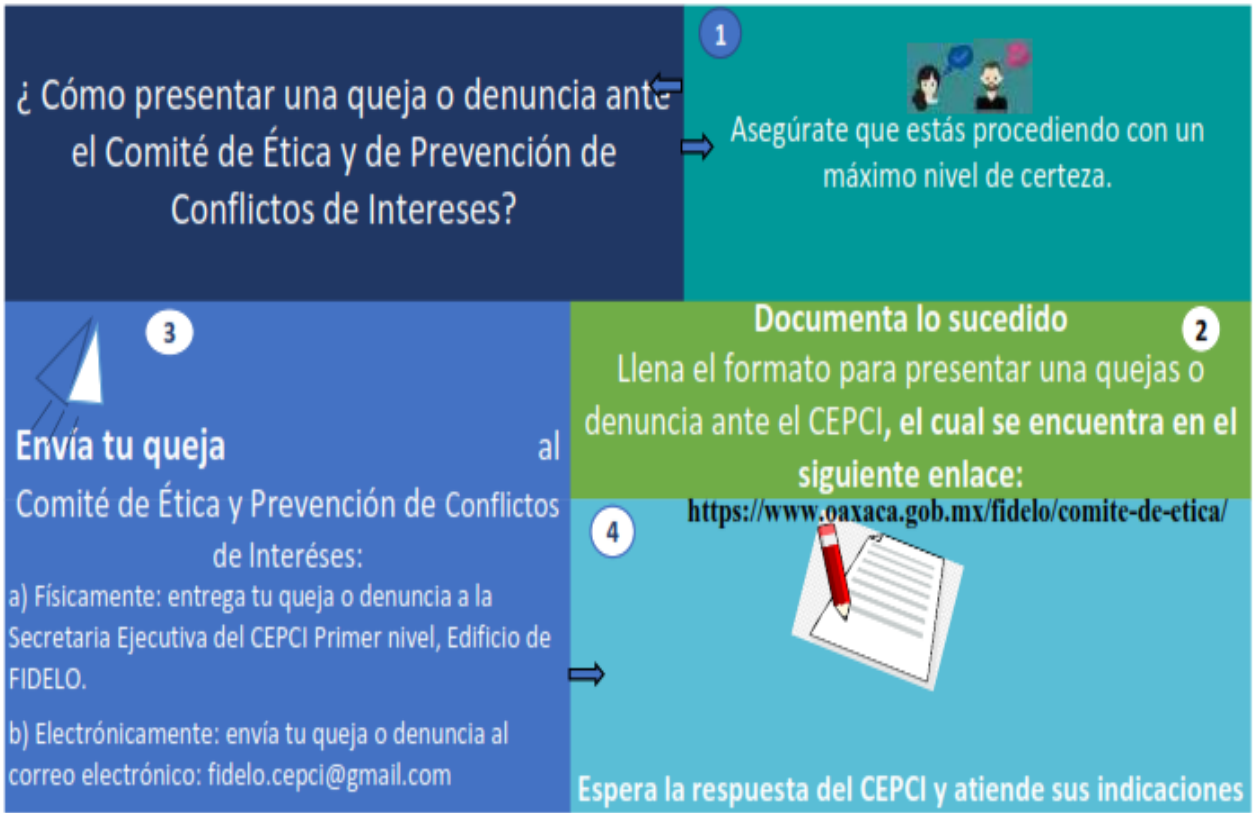 ¿ Cómo presentar una queja o denuncia ante
el Comité de Ética y de Prevención de
Conflictos de Intereses?
1
Asegúrate que estás procediendo con un
máximo nivel de certeza.
2
Documenta lo sucedido
Llena el formato para presentar una quejas o
denuncia ante el CEPCI, el cual se encuentra en el
siguiente enlace:
https://www.oaxaca.gob.mx/fidelo/comite-de-etica/
3
Envía tu queja al
Comité de Ética y Prevención de Conflictos
de Interéses:
a) Físicamente: entrega tu queja o denuncia a la
Secretaria Ejecutiva del CEPCI Primer nivel, Edificio de
FIDELO.
b) Electrónicamente: envía tu queja o denuncia al
correo electrónico: fidelo.cepci@gmail.com
4
Espera la respuesta del CEPCI y atiende sus indicaciones